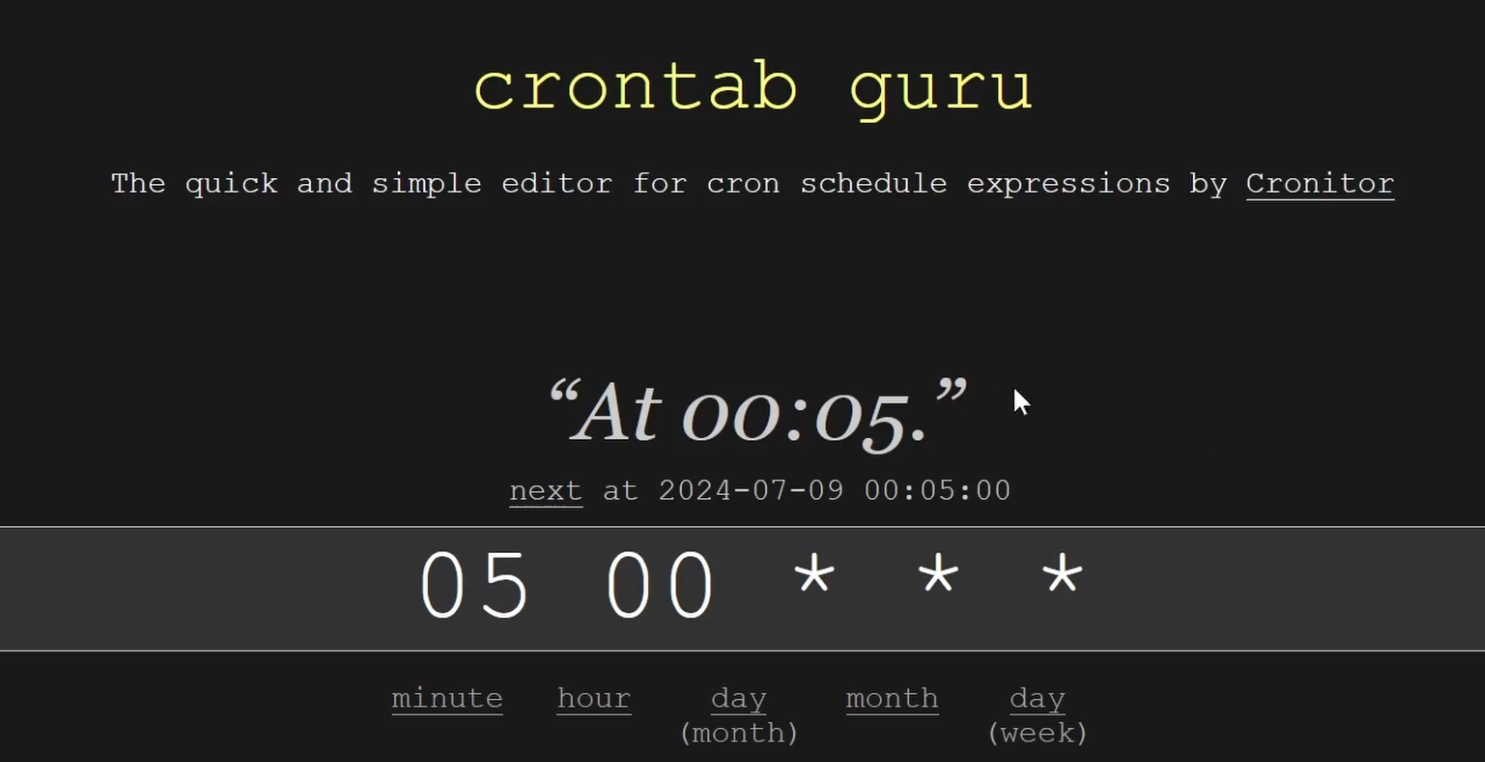 crontab guru
The quick and simple editor for cron schedule expressions by Cronitor
“At 00:05.”
next at 2024-07-09 00:05:00
05 00 * * *
minute hour day month day
(month) (week)